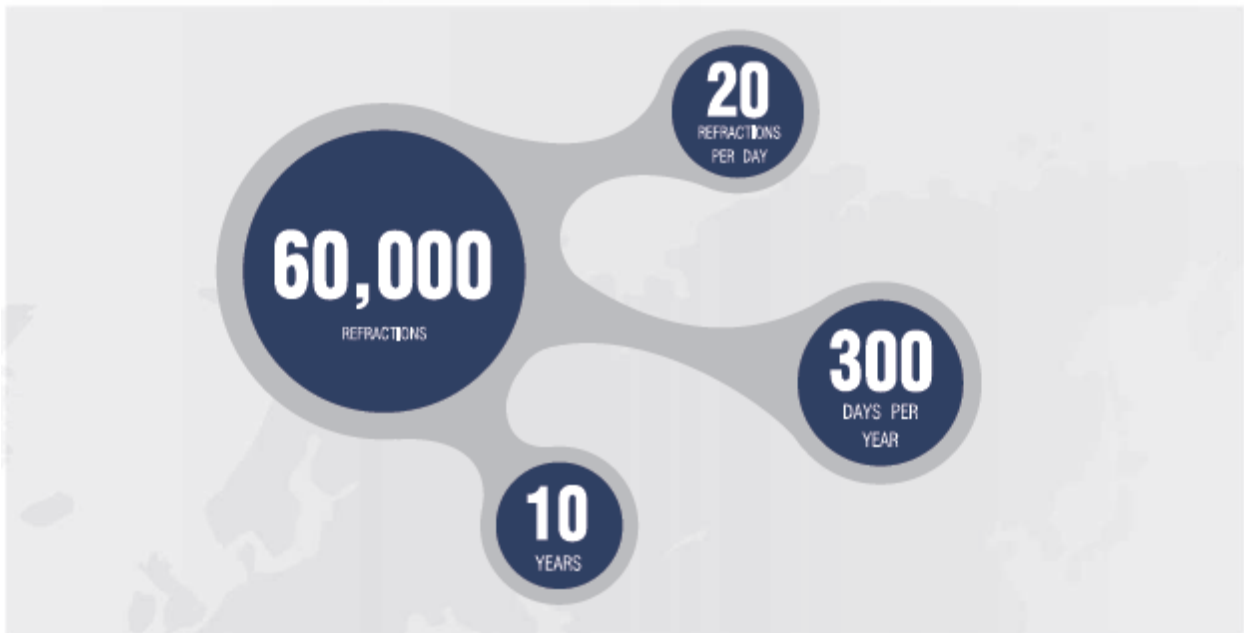 20
REFRACTIONS
PER DAY
60,000
REFRACTIONS
300
DAYS PER
YEAR
10
YEARS